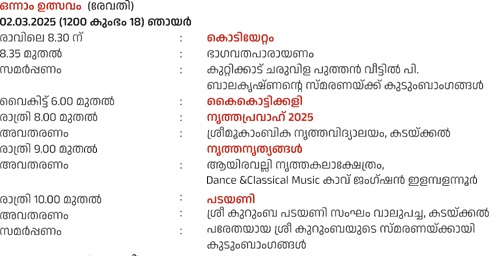 ഒന്നാം ഉത്സവം (രേവതി)
02.03.2025 (1200 കുംഭം 18) ഞായർ
രാവിലെ 8.30 ന് : കൊടിയേറ്റം
8.35 മുതൽ : ഭാഗവതപാരായണം
സമർപ്പണം : കുറ്റിക്കാട് ചരുവിള പുത്തൻ വീട്ടിൽ പി.
ബാലകൃഷ്ണന്റെ സ്മരണയ്ക്ക് കുടുംബാംഗങ്ങൾ
വൈകിട്ട് 6.00 മുതൽ : കൈകൊട്ടിക്കളി
രാത്രി 8.00 മുതൽ : നൃത്തപ്രവാഹ് 2025
അവതരണം : ശ്രീമൂകാംബിക നൃത്തവിദ്യാലയം, കടയ്ക്കൽ
രാത്രി 9.00 മുതൽ : നൃത്തനൃത്യങ്ങൾ
അവതരണം : ആയിരവല്ലി നൃത്തകലാക്ഷേത്രം,
Dance &Classical Music കാവ് ജംഗ്ഷൻ ഇളമ്പളന്നൂർ
രാത്രി 10.00 മുതൽ : പടയണി
അവതരണം : ശ്രീ കുറുംബ പടയണി സംഘം വാലുപച്ച, കടയ്ക്കൽ
സമർപ്പണം : പരേതയായ ശ്രീ കുറുംബയുടെ സ്മരണയ്ക്കായി
കുടുംബാംഗങ്ങൾ